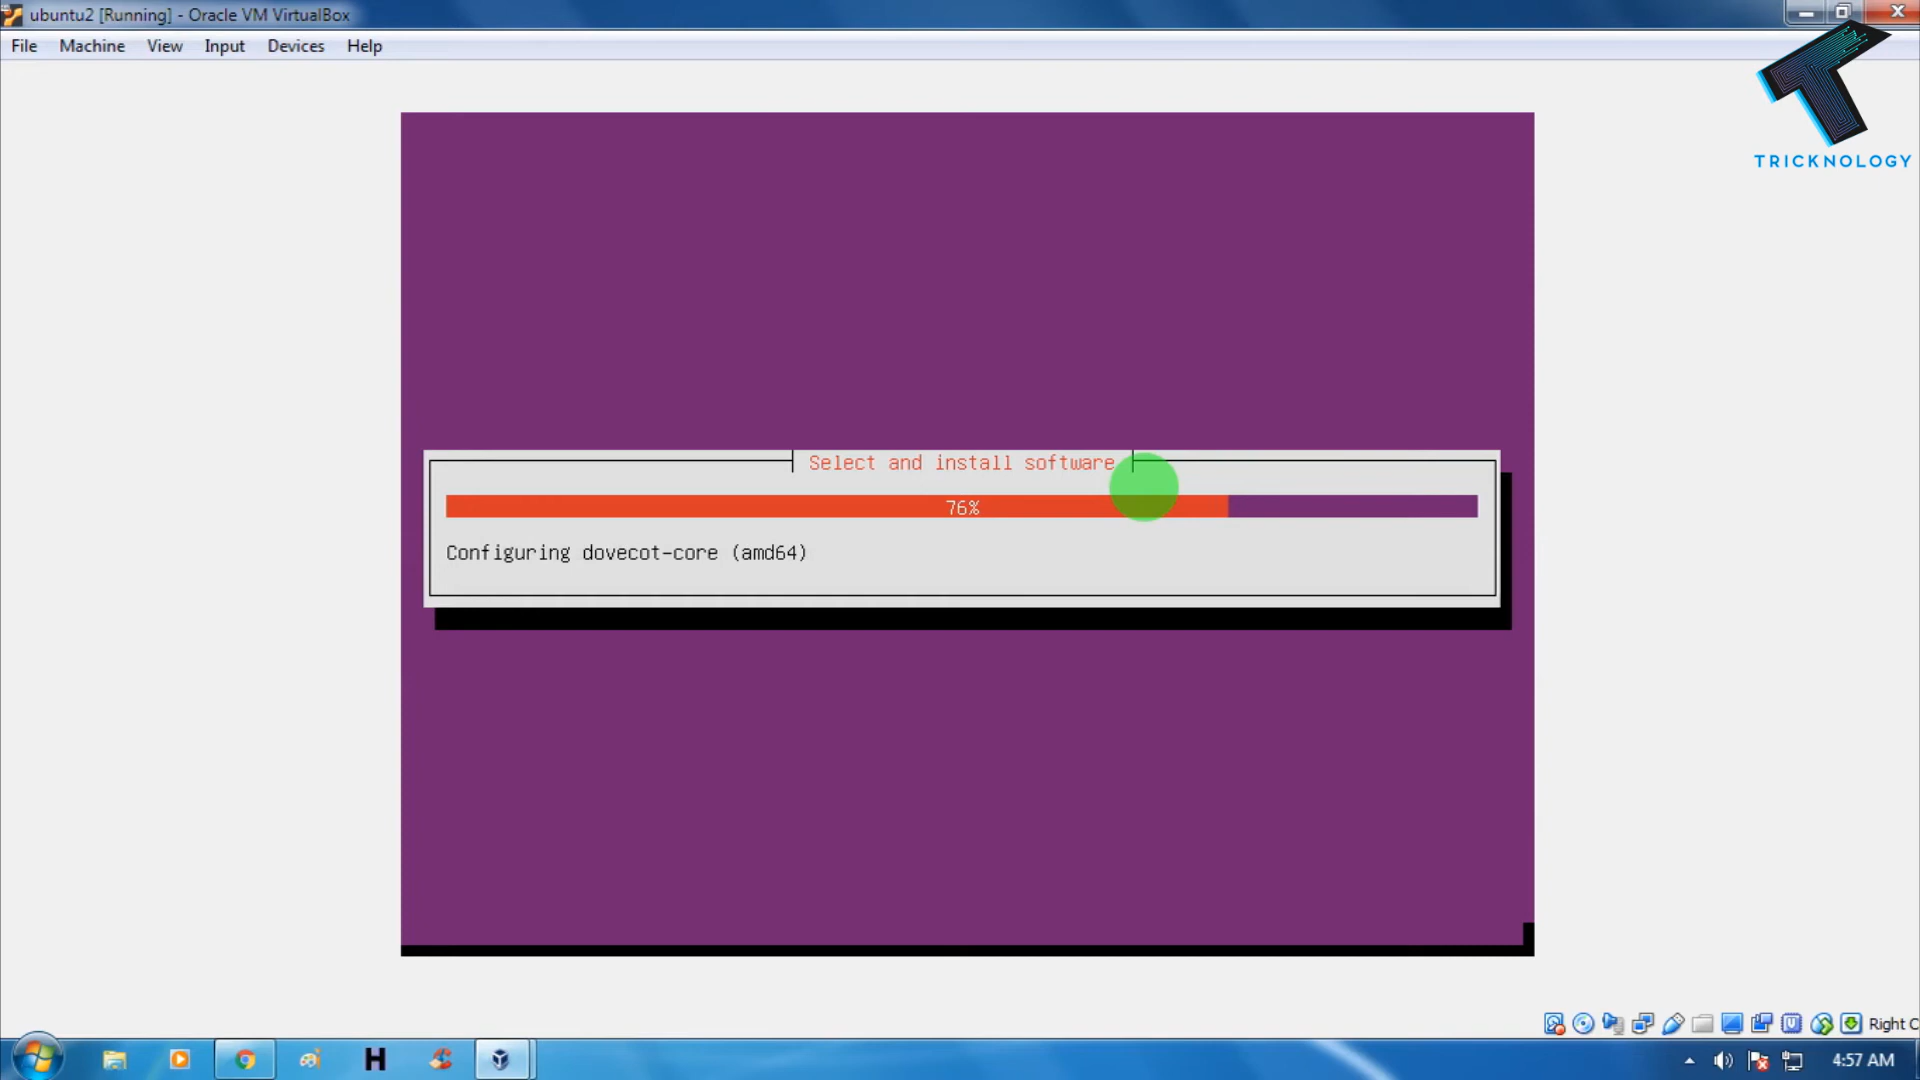 ubuntu2 [Running] - Oracle VM VirtualBox
File Machine View Input Devices Help
TRICKNOLOGY
Select and install software
76%
Configuring dovecot-core (amd64)
Right C
H
4:57 AM